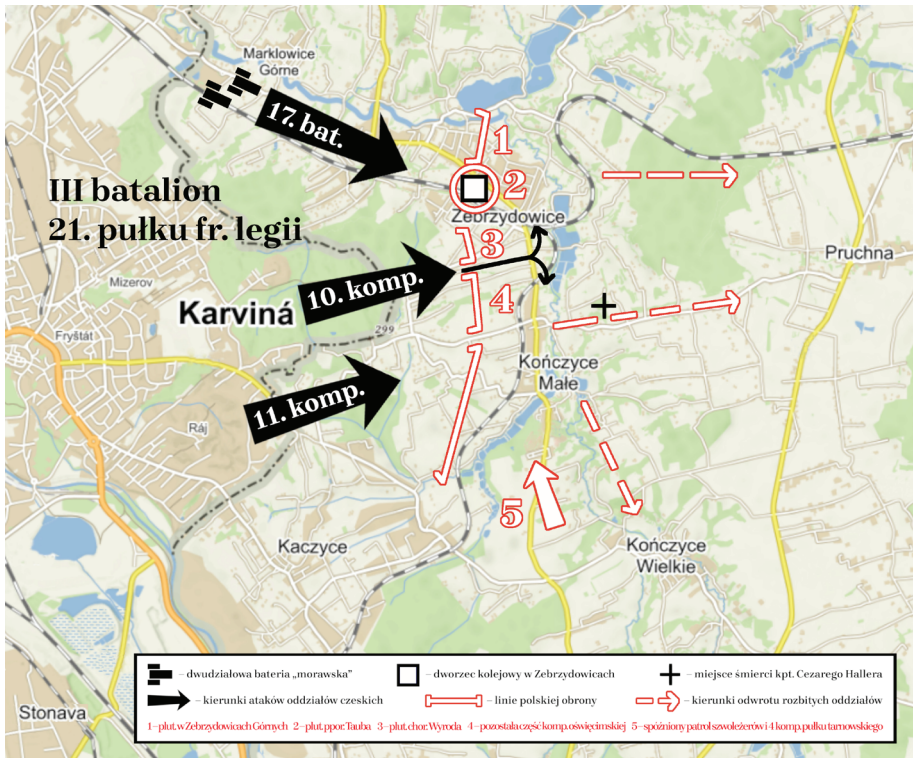 Marklowice
Górne
17. bat.
1
III batalion
21. pułku fr. legii
2
Zebrzydowice
3
Pruchna
Mizerov
10. komp.
4
Karviná
299
Fryštát
Kończyce
Małe
11. komp.
Ráj
5
Kaczyce
Kończyce
Wielkie
Stonava
– dwudziałowa bateria „morawska”
– dworzec kolejowy w Zebrzydowicach
– miejsce śmierci kpt. Cezarego Hallera
– kierunki ataków oddziałów czeskich
– linie polskiej obrony
– kierunki odwrotu rozbitych oddziałów
1 – plut. w Zebrzydowicach Górnych 2 – plut. ppor. Tauba 3 – plut. chor. Wyroda 4 – pozostała część komp. oświęcimskiej 5 – spóźniony patrol szwoleżerów i 4 komp. pułku tarnowskiego